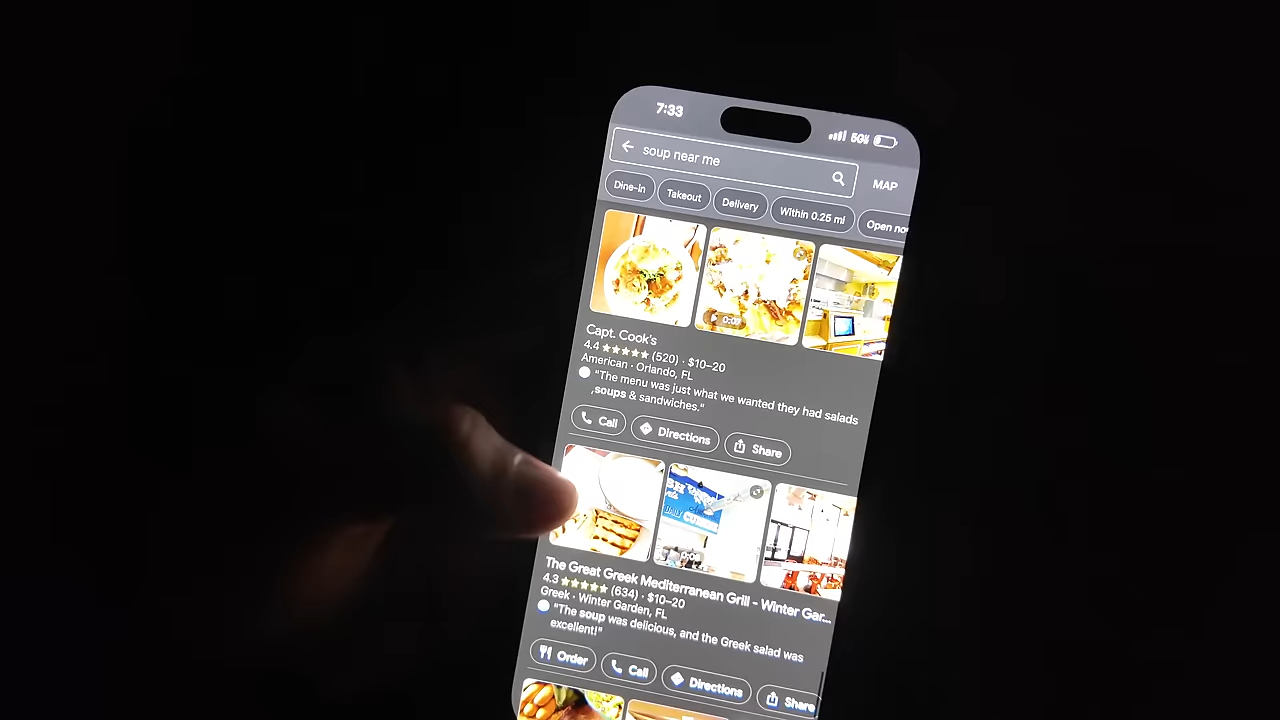 7:33
5G
soup near me
MAP
Dine-in
Takeout
Delivery
Within 0.25 mi
Open no
Capt. Cook's
4.4 (520) · $10–20
American · Orlando, FL
"The menu was just what we wanted they had salads
,soups & sandwiches."
Call
Directions
Share
The Great Greek Mediterranean Grill - Winter Gar...
4.3 (634) · $10–20
Greek · Winter Garden, FL
"The soup was delicious, and the Greek salad was
excellent!"
Order
Call
Directions
Share